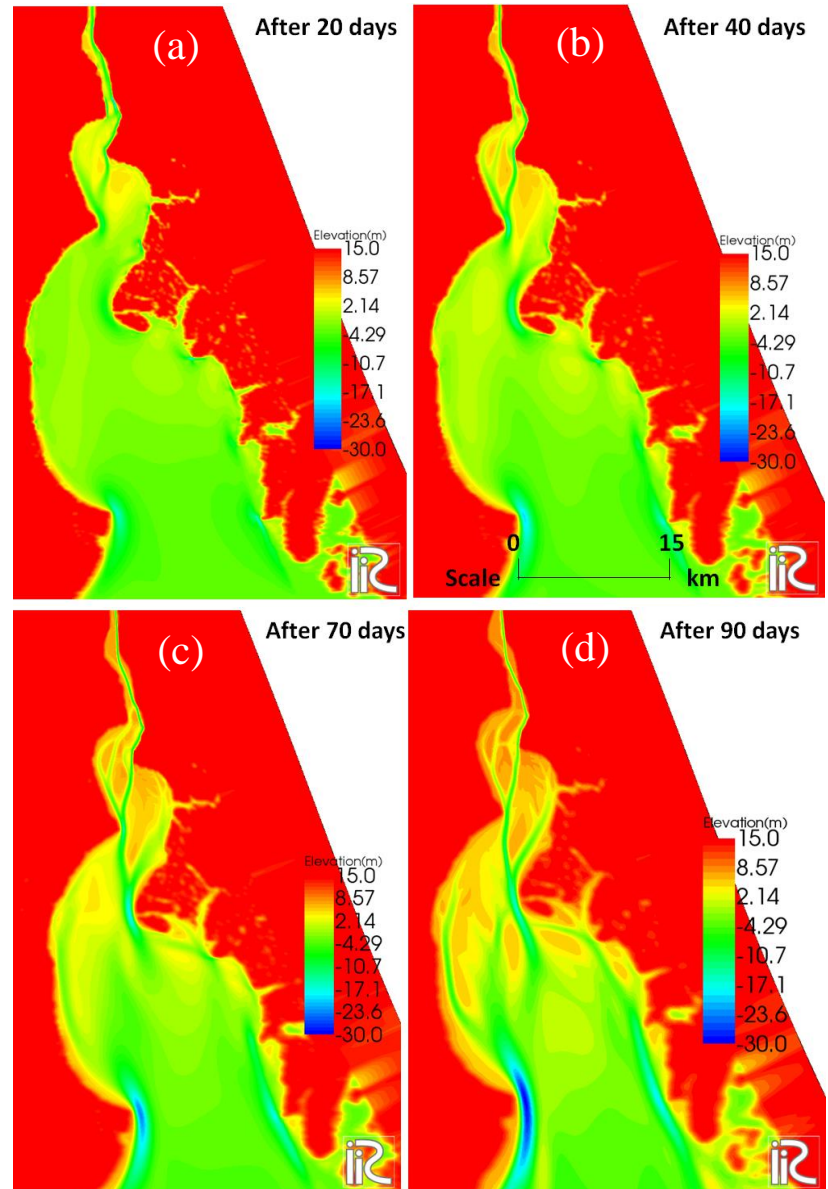 (a)
After 20 days
Elevation(m)
15.0
8.57
2.14
-4.29
-10.7
-17.1
-23.6
-30.0
iRIC
(b)
After 40 days
Elevation(m)
15.0
8.57
2.14
-4.29
-10.7
-17.1
-23.6
-30.0
0 15
Scale km
iRIC
(c)
After 70 days
Elevation(m)
15.0
8.57
2.14
-4.29
-10.7
-17.1
-23.6
-30.0
iRIC
(d)
After 90 days
Elevation(m)
15.0
8.57
2.14
-4.29
-10.7
-17.1
-23.6
-30.0
iRIC